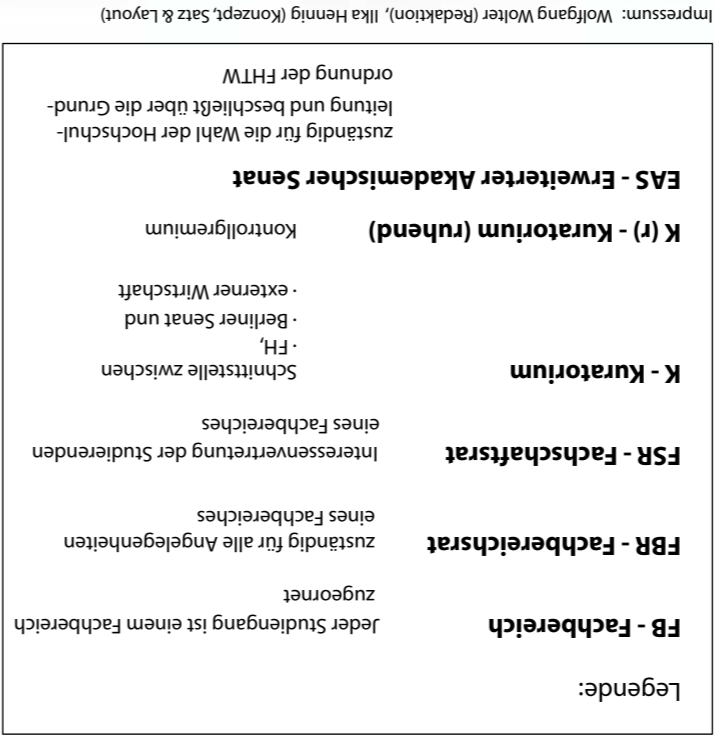 Legende:
FB - Fachbereich
Jeder Studiengang ist einem Fachbereich
zugeornet
FBR - Fachbereichsrat
zuständig für alle Angelegenheiten
eines Fachbereiches
FSR - Fachschaftsrat
Interessenvertretung der Studierenden
eines Fachbereiches
K - Kuratorium
Schnittstelle zwischen
· FH,
· Berliner Senat und
· externer Wirtschaft
K (r) - Kuratorium (ruhend)
Kontrollgremium
EAS - Erweiterter Akademischer Senat
zuständig für die Wahl der Hochschul-
leitung und beschließt über die Grund-
ordnung der FHTW
Impressum: Wolfgang Wolter (Redaktion), Ilka Hennig (Konzept, Satz & Layout)